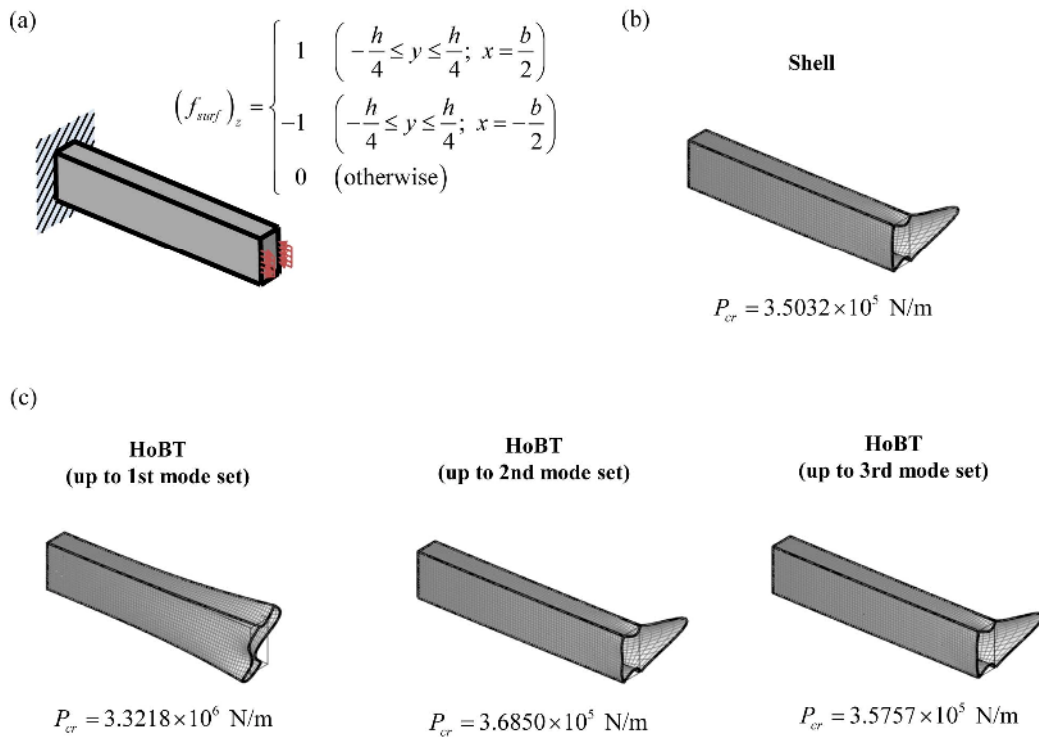 (a)
(f_surf)_z = { 1 ( -h/4 ≤ y ≤ h/4; x = b/2 )
-1 ( -h/4 ≤ y ≤ h/4; x = -b/2 )
0 (otherwise)
(b)
Shell
P_cr = 3.5032×10^5 N/m
(c)
HoBT
(up to 1st mode set)
P_cr = 3.3218×10^6 N/m
HoBT
(up to 2nd mode set)
P_cr = 3.6850×10^5 N/m
HoBT
(up to 3rd mode set)
P_cr = 3.5757×10^5 N/m